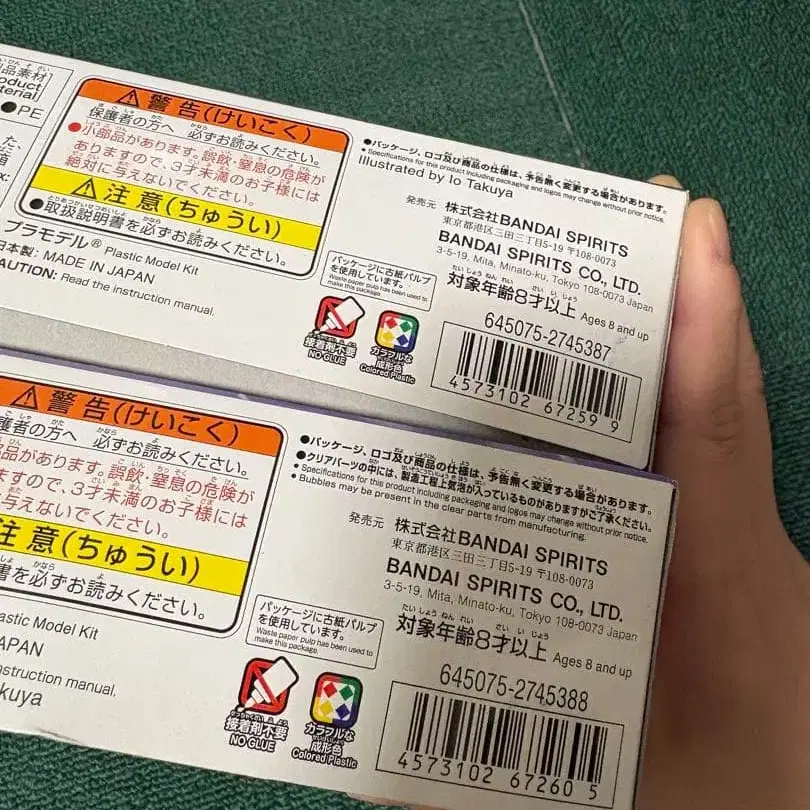 品素材]
oduct
terial]
●PE
た、
箱
x:
⚠警告(けいこく)
保護者の方へ 必ずお読みください。
●小部品があります。誤飲・窒息の危険が
ありますので、3才未満のお子様には
絶対に与えないでください。
⚠注意(ちゅうい)
●取扱説明書を必ずお読みください。
プラモデル® Plastic Model Kit
日本製: MADE IN JAPAN
CAUTION: Read the instruction manual.
●パッケージ、ロゴ及び商品の仕様は、予告無く変更する場合があります。
● Specifications for this product including packaging and logos may change without prior notice.
Illustrated by Io Takuya
発売元 株式会社BANDAI SPIRITS
東京都港区三田三丁目5-19 〒108-0073
BANDAI SPIRITS CO., LTD.
3-5-19, Mita, Minato-ku, Tokyo 108-0073 Japan
対象年齢8才以上 Ages 8 and up
パッケージに古紙パルプ
を使用しています。
Waste paper pulp has been used to
make this package.
接着剤不要
NO GLUE
カラフルな
成形色
Colored Plastic
645075-2745387
4573102 67259 9
⚠警告(けいこく)
護者の方へ 必ずお読みください。
部品があります。誤飲・窒息の危険が
ますので、3才未満のお子様には
与えないでください。
注意(ちゅうい)
書を必ずお読みください。
astic Model Kit
JAPAN
nstruction manual.
akuya
●パッケージ、ロゴ及び商品の仕様は、予告無く変更する場合があります。
●クリアパーツの中には、製造工程上気泡が入っているものがありますがご了承ください。
● Specifications for this product including packaging and logos may change without prior notice.
● Bubbles may be present in the clear parts from manufacturing.
発売元 株式会社BANDAI SPIRITS
東京都港区三田三丁目5-19 〒108-0073
BANDAI SPIRITS CO., LTD.
3-5-19, Mita, Minato-ku, Tokyo 108-0073 Japan
対象年齢8才以上 Ages 8 and up
パッケージに古紙パルプ
を使用しています。
Waste paper pulp has been used to
make this package.
接着剤不要
NO GLUE
カラフルな
成形色
Colored Plastic
645075-2745388
4573102 67260 5